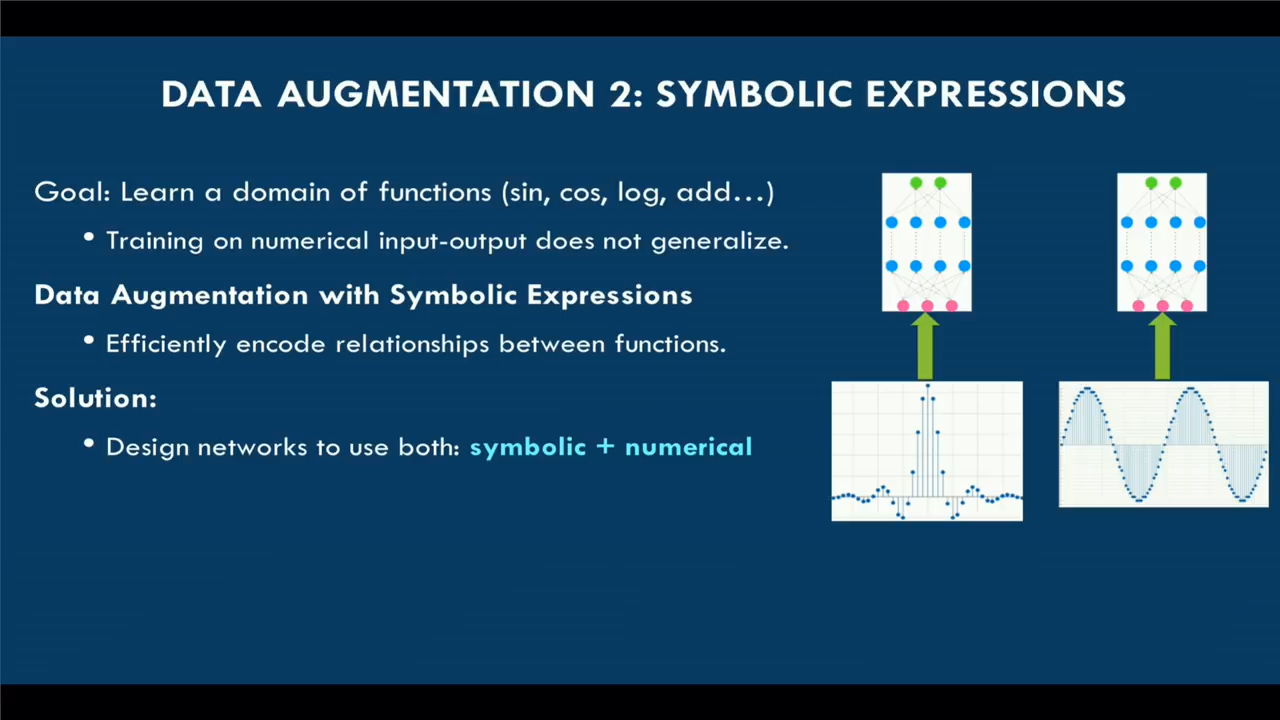 DATA AUGMENTATION 2: SYMBOLIC EXPRESSIONS
Goal: Learn a domain of functions (sin, cos, log, add...)
• Training on numerical input-output does not generalize.
Data Augmentation with Symbolic Expressions
• Efficiently encode relationships between functions.
Solution:
• Design networks to use both: symbolic + numerical